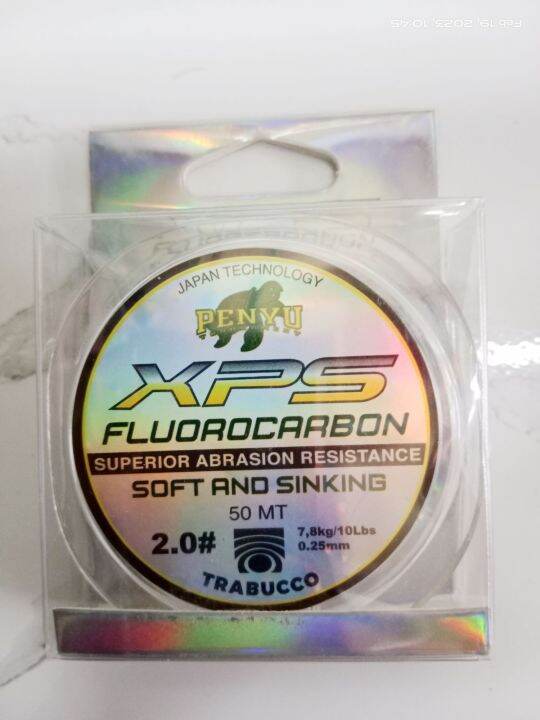 Feb 19, 2023, 10:45
FLUOROCARBON
JAPAN TECHNOLOGY
PENYU
XPS
FLUOROCARBON
SUPERIOR ABRASION RESISTANCE
SOFT AND SINKING
50 MT
2.0#
7,8kg/10Lbs
0.25mm
TRABUCCO